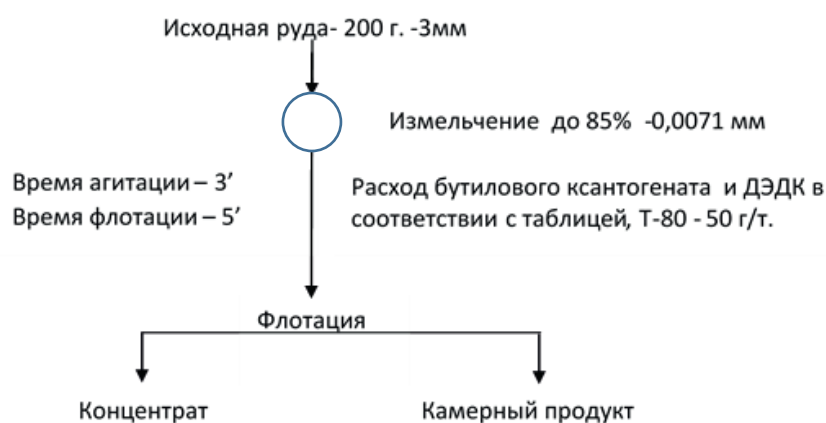 Исходная руда- 200 г. -3мм
Измельчение до 85% -0,0071 мм
Время агитации – 3′
Время флотации – 5′
Расход бутилового ксантогената и ДЭДК в
соответствии с таблицей, Т-80 - 50 г/т.
Флотация
Концентрат
Камерный продукт